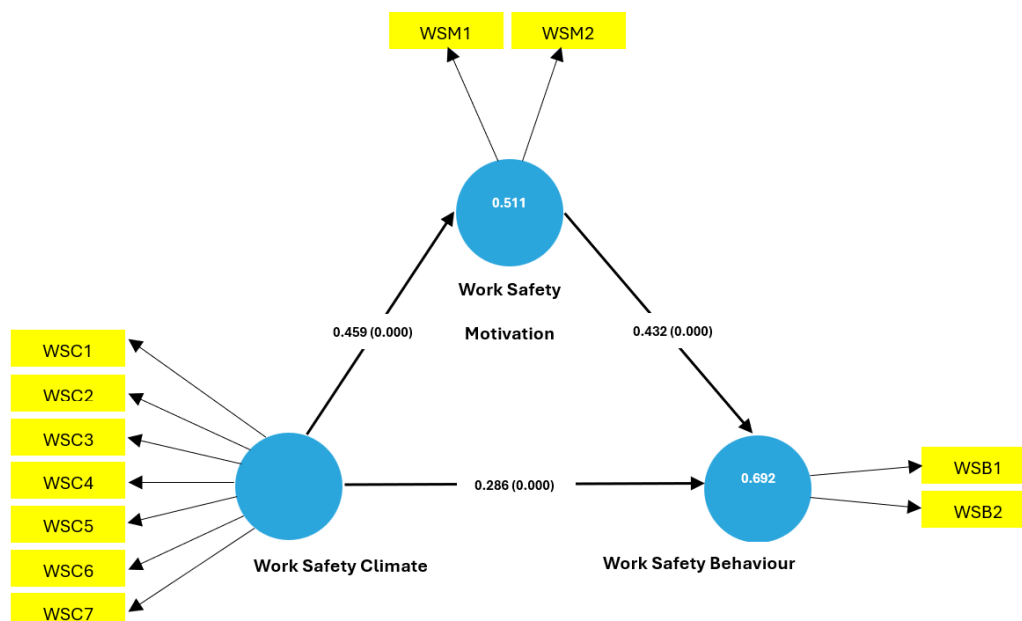 WSM1 WSM2
0.511
Work Safety
Motivation
0.459 (0.000)
0.432 (0.000)
WSC1
WSC2
WSC3
WSC4
WSC5
WSC6
WSC7
0.286 (0.000)
0.692
WSB1
WSB2
Work Safety Climate
Work Safety Behaviour